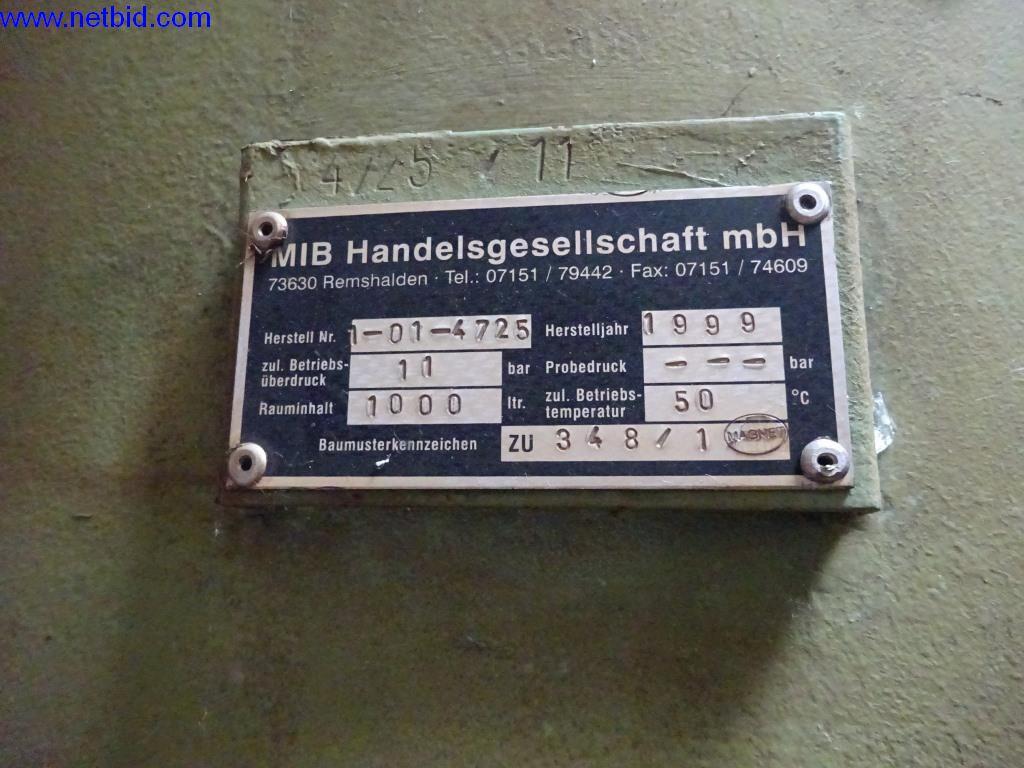 www.netbid.com
4725 / 11
MIB Handelsgesellschaft mbH
73630 Remshalden · Tel.: 07151 / 79442 · Fax: 07151 / 74609
Herstell Nr. 1-01-4725 Herstelljahr 1999
zul. Betriebs-
überdruck 11 bar Probedruck - - - bar
Rauminhalt 1000 ltr. zul. Betriebs-
temperatur 50 °C
Baumusterkennzeichen ZU 348/1 MAGNET